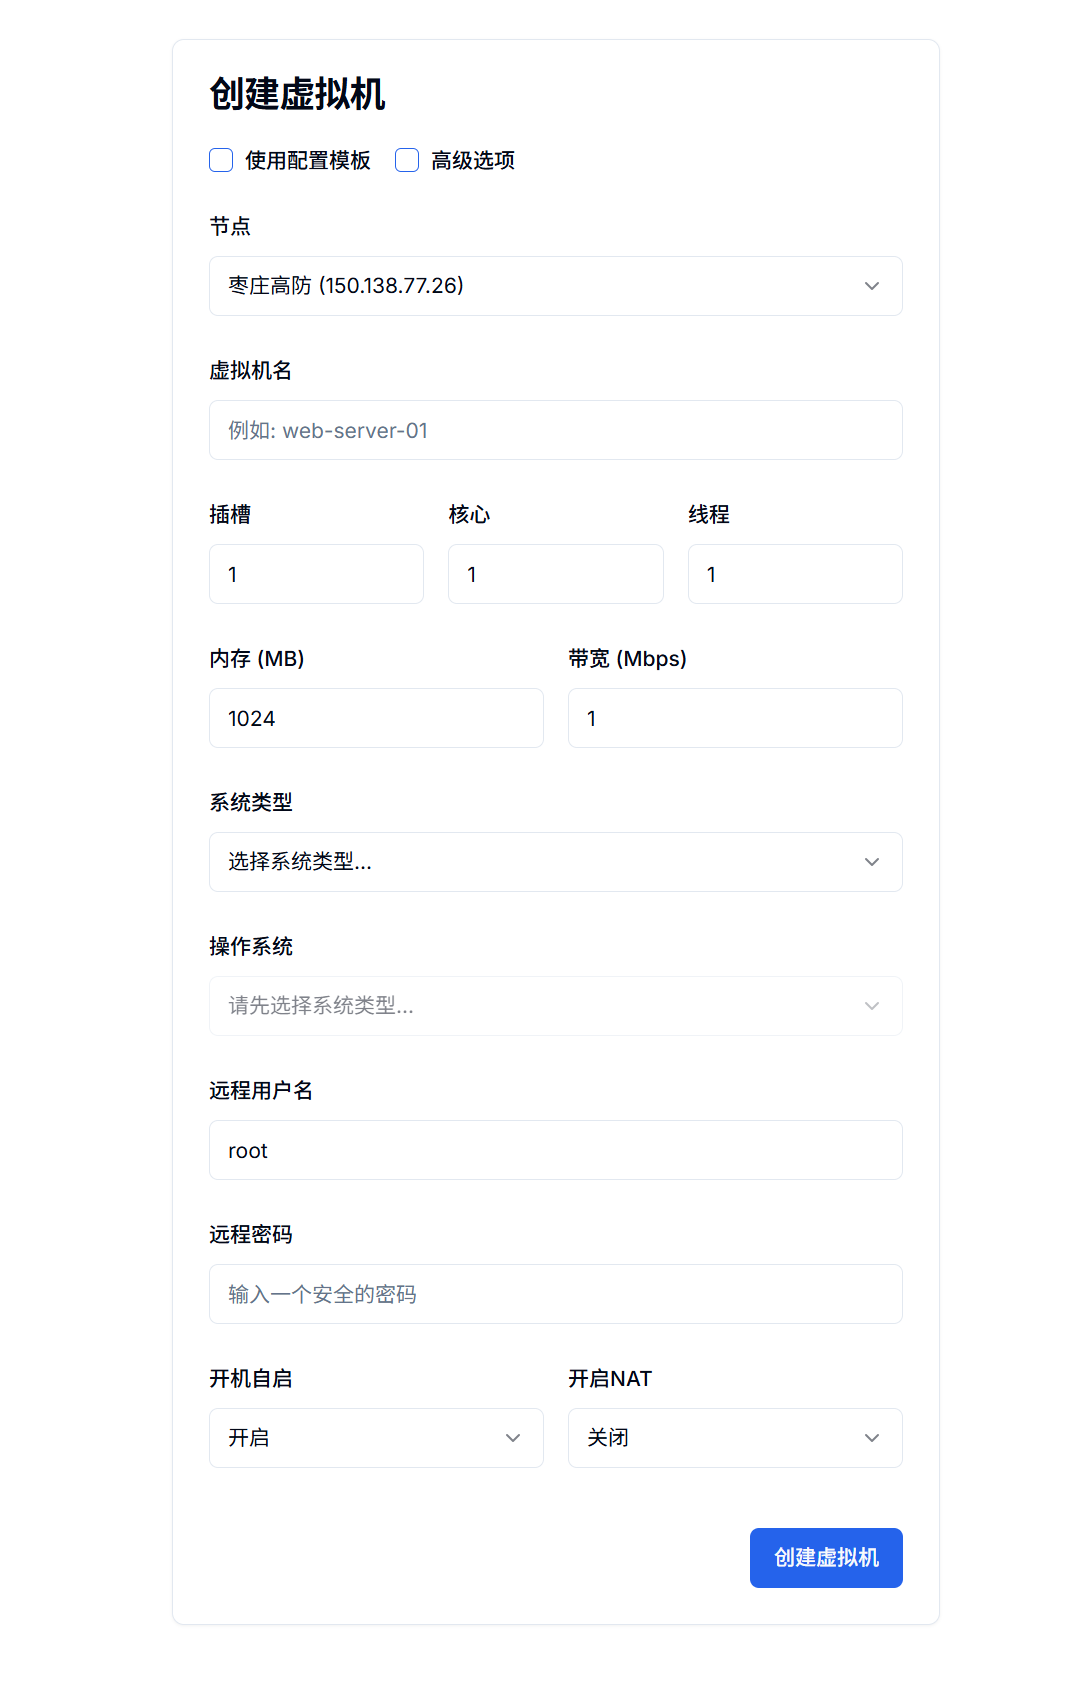 创建虚拟机
使用配置模板 高级选项
节点
枣庄高防 (150.138.77.26)
虚拟机名
例如: web-server-01
插槽 核心 线程
1 1 1
内存 (MB) 带宽 (Mbps)
1024 1
系统类型
选择系统类型...
操作系统
请先选择系统类型...
远程用户名
root
远程密码
输入一个安全的密码
开机自启 开启NAT
开启 关闭
创建虚拟机